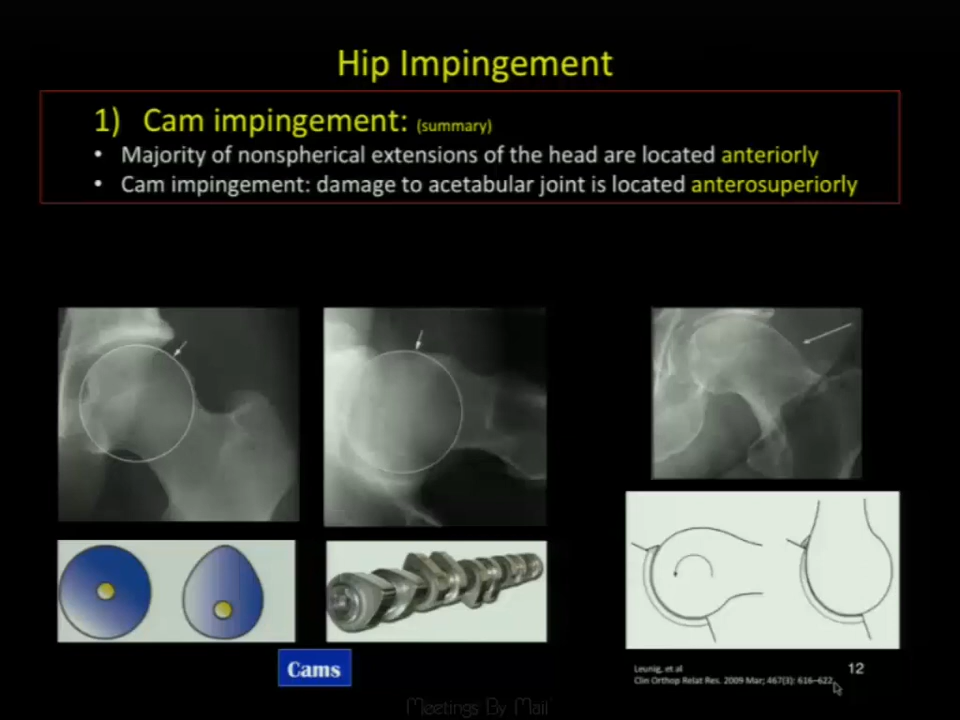 Hip Impingement
1) Cam impingement: (summary)
• Majority of nonspherical extensions of the head are located anteriorly
• Cam impingement: damage to acetabular joint is located anterosuperiorly
Cams
Leunig, et al
Clin Orthop Relat Res. 2009 Mar; 467(3): 616–622.
12
Meetings By Mail